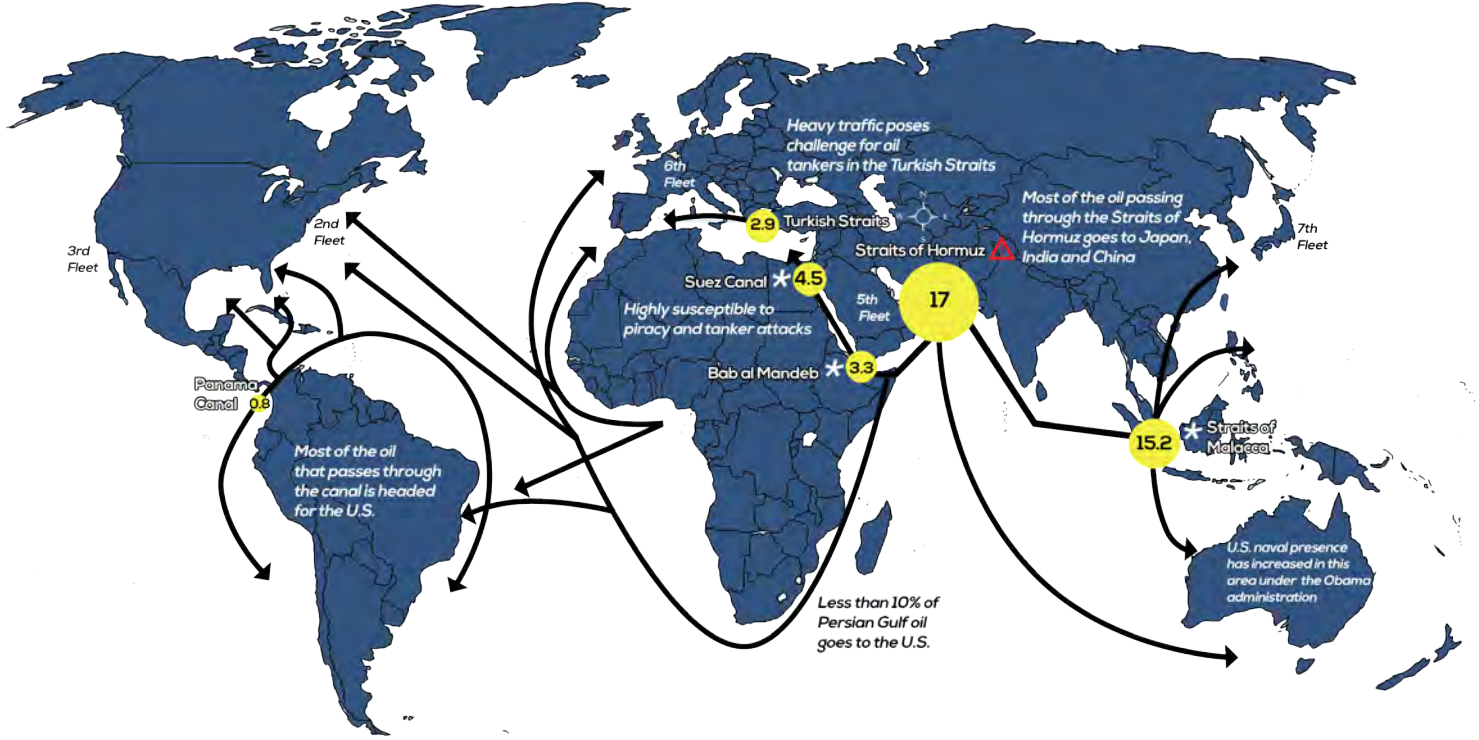 Heavy traffic poses
challenge for oil
tankers in the Turkish Straits
6th
Fleet
N
W
E
S
Most of the oil passing
through the Straits of
Hormuz goes to Japan,
India and China
2nd
Fleet
3rd
Fleet
7th
Fleet
2.9
Turkish Straits
Straits of Hormuz
Suez Canal
*
4.5
17
5th
Fleet
Highly susceptible to
piracy and tanker attacks
Bab al Mandeb
*
3.3
Panama
Canal
0.8
15.2
*
Straits of
Malacca
Most of the oil
that passes through
the canal is headed
for the U.S.
U.S. naval presence
has increased in this
area under the Obama
administration
Less than 10% of
Persian Gulf oil
goes to the U.S.